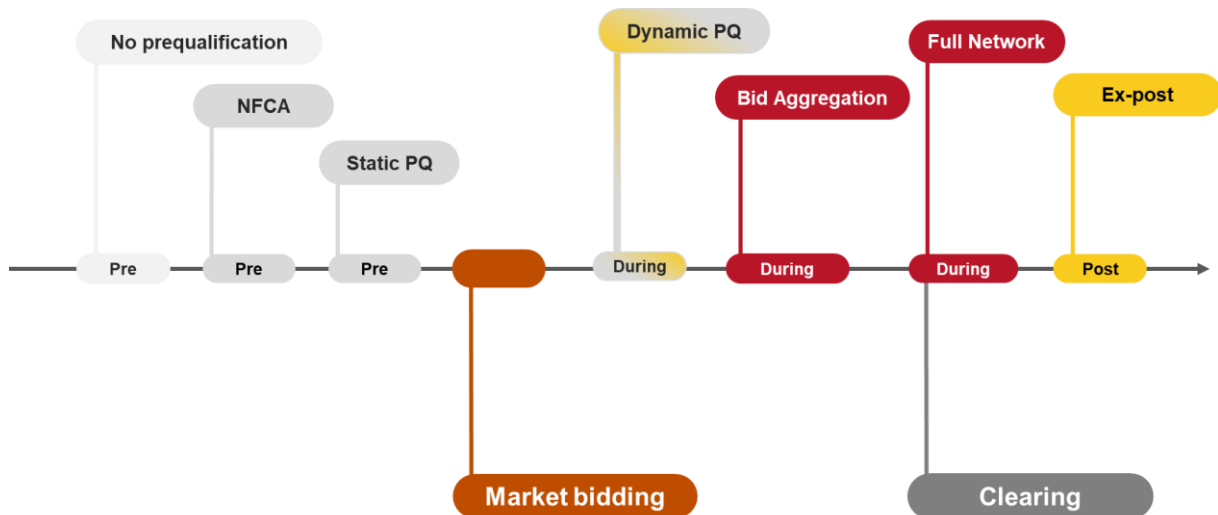 No prequalification
NFCA
Static PQ
Dynamic PQ
Bid Aggregation
Full Network
Ex-post
Pre
Pre
Pre
During
During
During
Post
Market bidding
Clearing